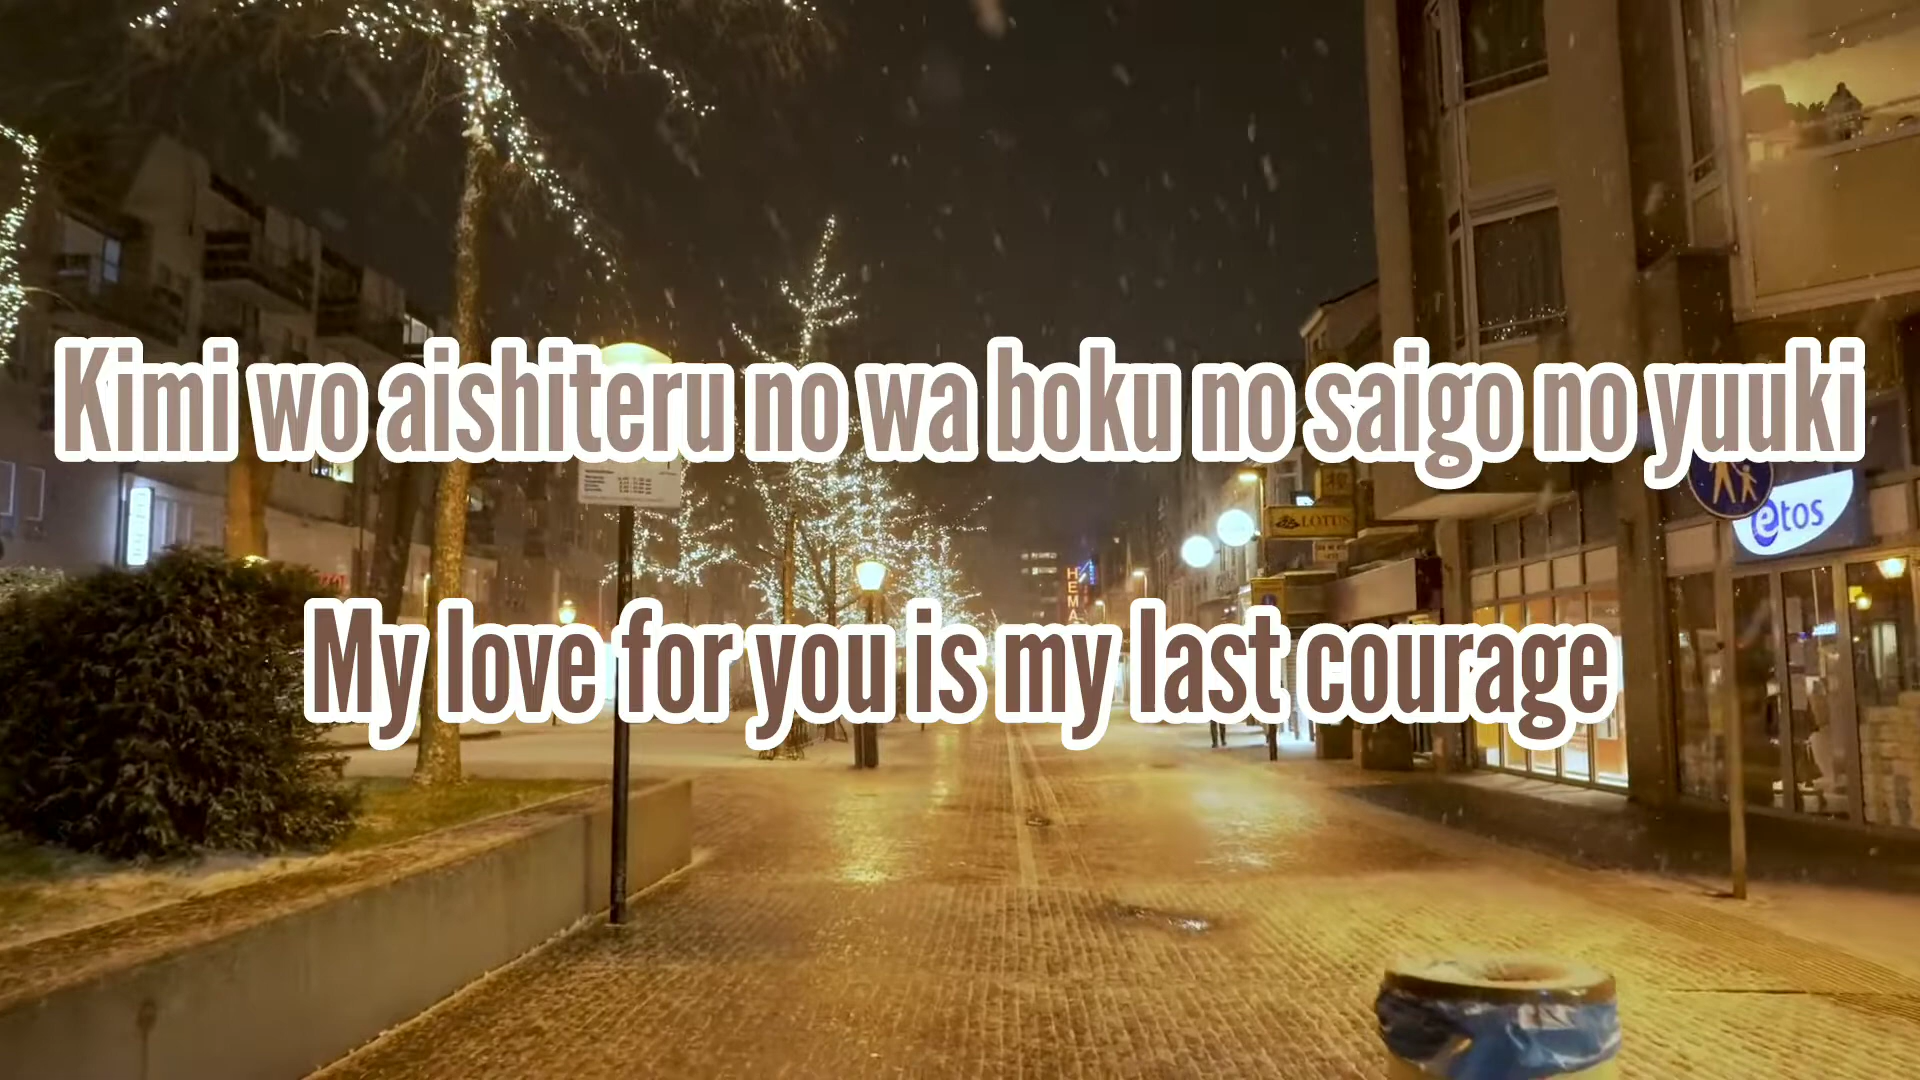 Kimi wo aishiteru no wa boku no saigo no yuuki
etos
LOTUS
HEMA
My love for you is my last courage